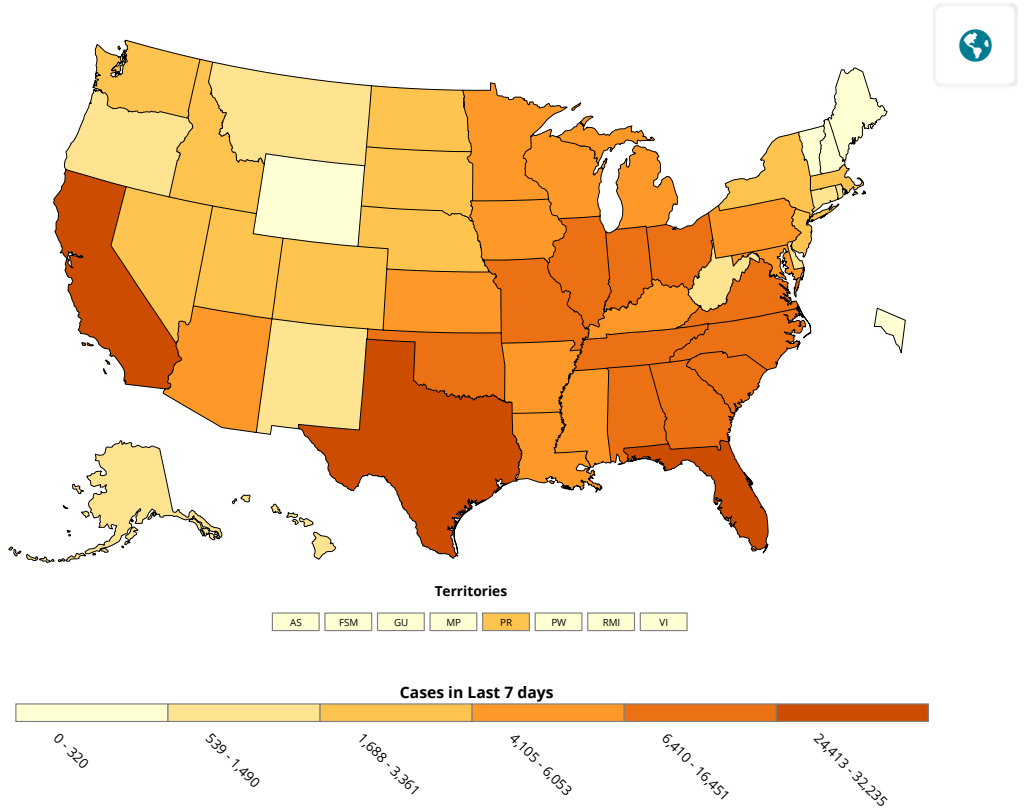 Territories
AS FSM GU MP PR PW RMI VI
Cases in Last 7 days
0 - 320
539 - 1,490
1,688 - 3,361
4,105 - 6,053
6,410 - 16,451
24,413 - 32,235